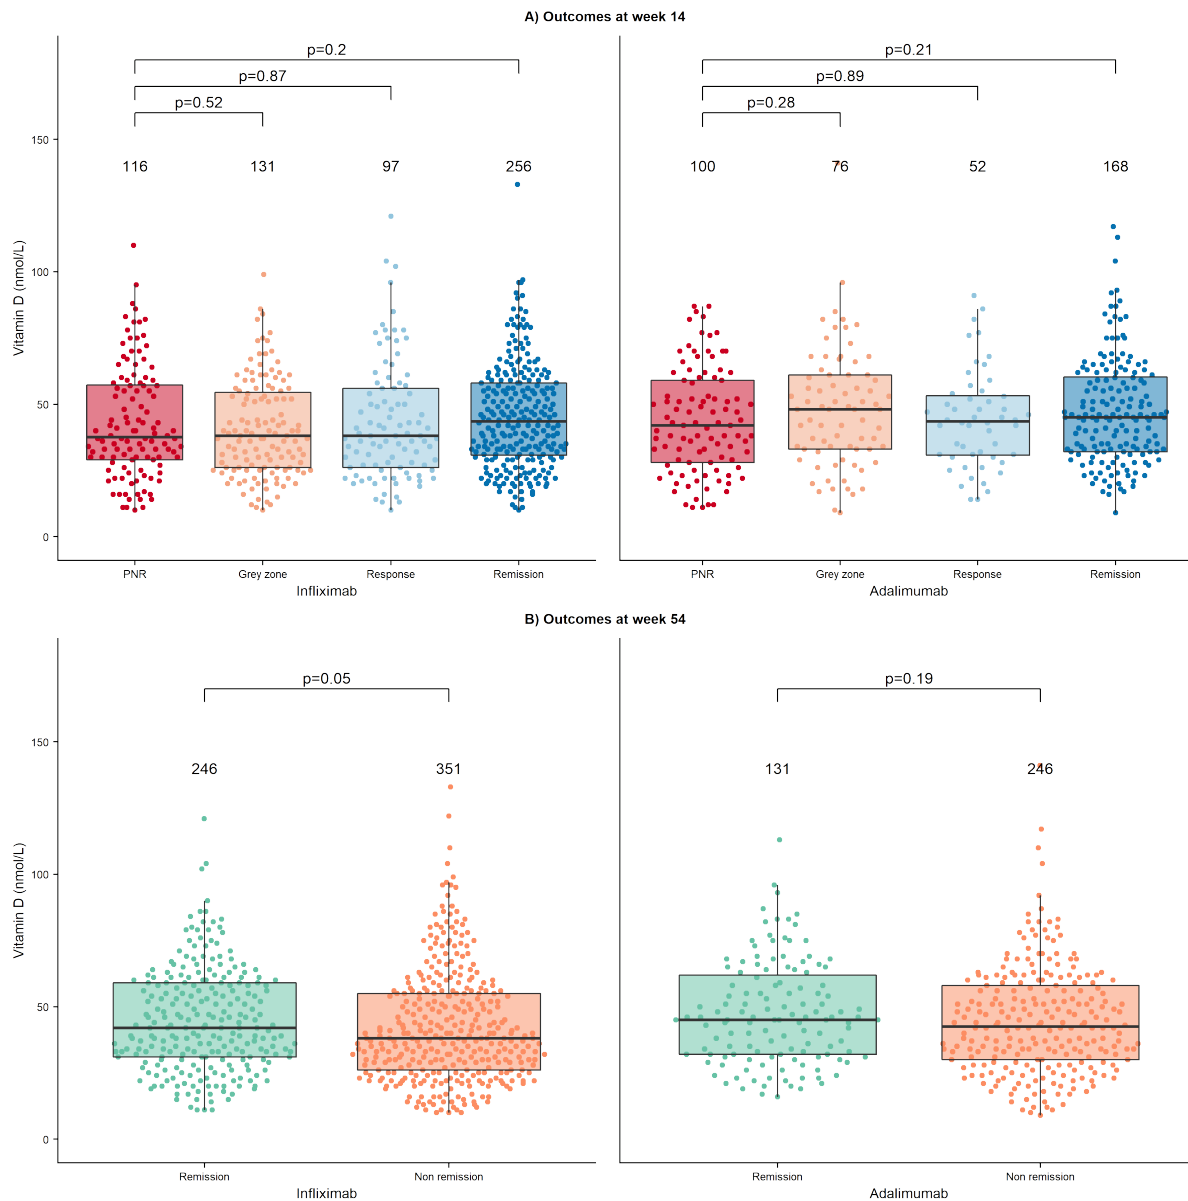 A) Outcomes at week 14
p=0.2
p=0.87
p=0.52
116 131 97 256
p=0.21
p=0.89
p=0.28
100 76 52 168
Vitamin D (nmol/L)
150
100
50
0
PNR Grey zone Response Remission
Infliximab
PNR Grey zone Response Remission
Adalimumab
B) Outcomes at week 54
p=0.05
246 351
p=0.19
131 246
Vitamin D (nmol/L)
150
100
50
0
Remission Non remission
Infliximab
Remission Non remission
Adalimumab